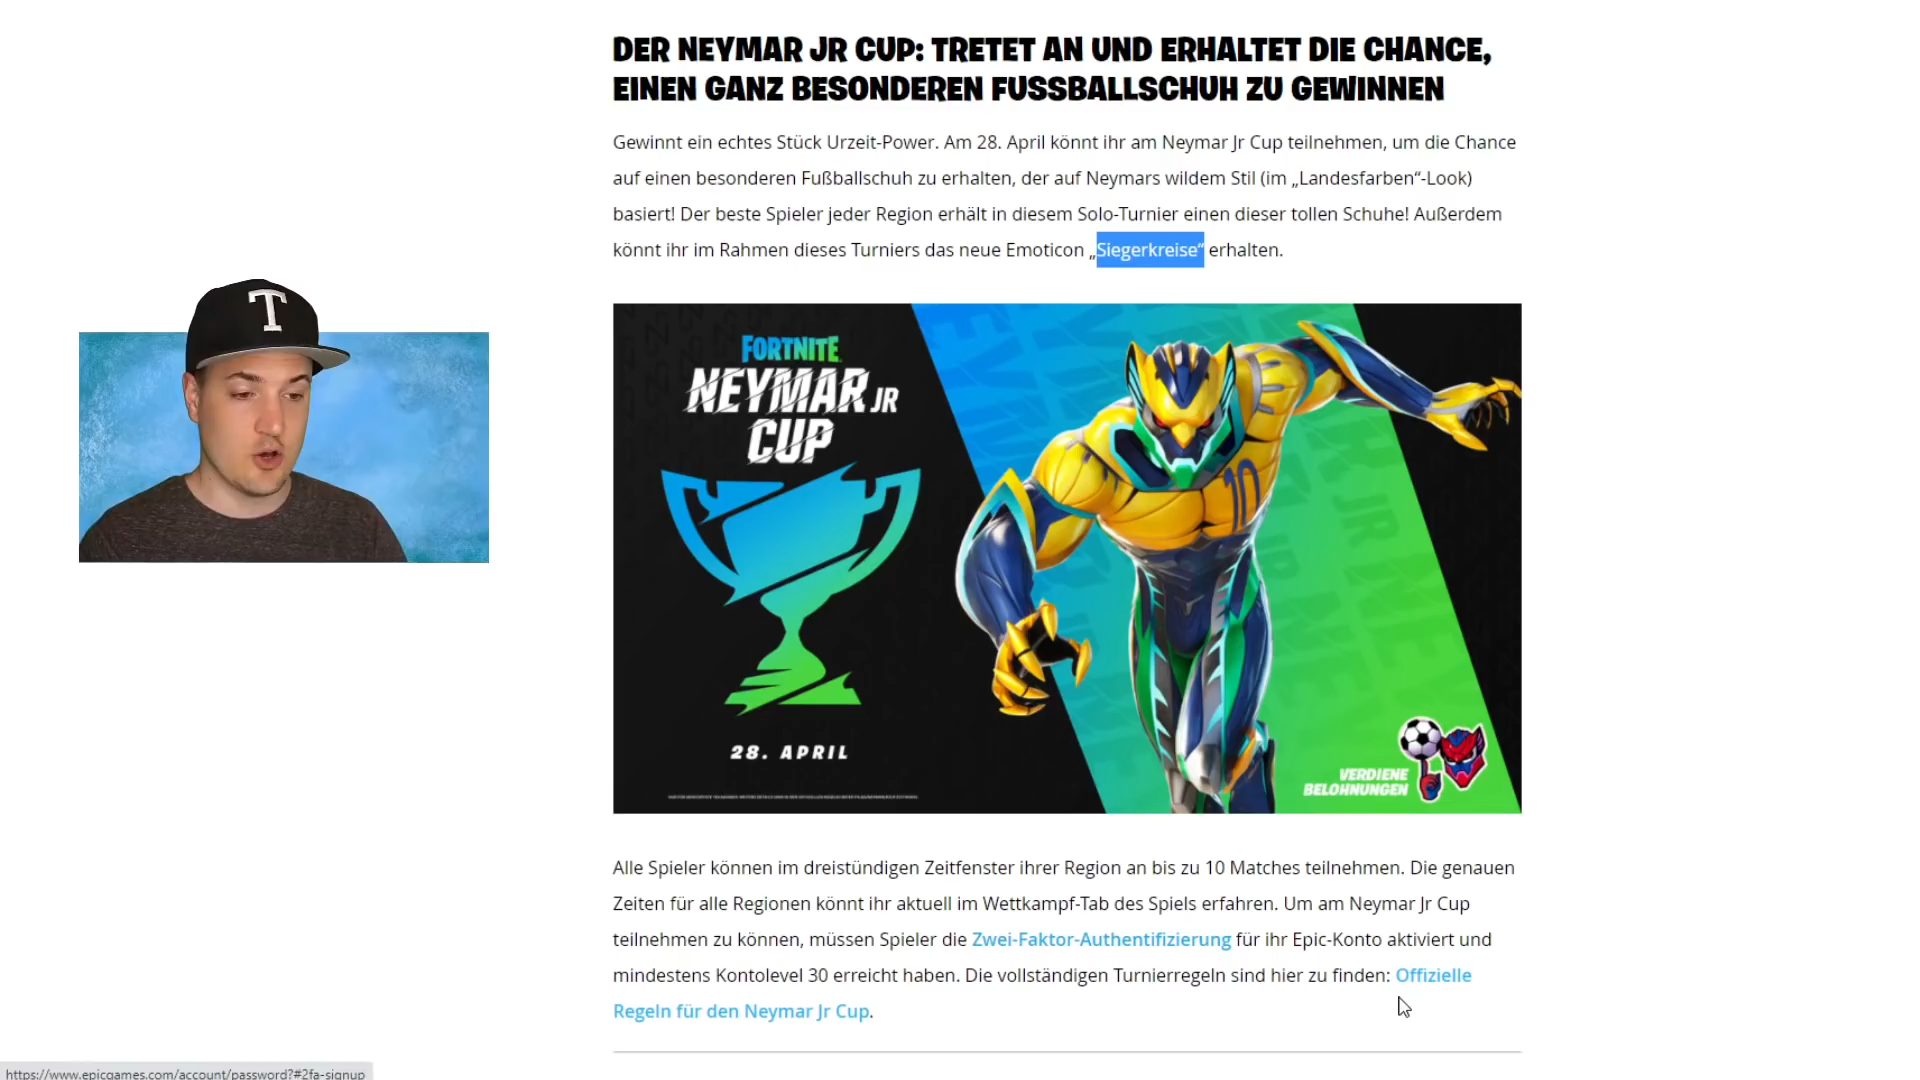 DER NEYMAR JR CUP: TRETET AN UND ERHALTET DIE CHANCE,
EINEN GANZ BESONDEREN FUSSBALLSCHUH ZU GEWINNEN
Gewinnt ein echtes Stück Urzeit-Power. Am 28. April könnt ihr am Neymar Jr Cup teilnehmen, um die Chance
auf einen besonderen Fußballschuh zu erhalten, der auf Neymars wildem Stil (im „Landesfarben“-Look)
basiert! Der beste Spieler jeder Region erhält in diesem Solo-Turnier einen dieser tollen Schuhe! Außerdem
könnt ihr im Rahmen dieses Turniers das neue Emoticon „Siegerkreise“ erhalten.
T
FORTNITE
NEYMAR JR
CUP
10
28. APRIL
VERDIENE
BELOHNUNGEN
Alle Spieler können im dreistündigen Zeitfenster ihrer Region an bis zu 10 Matches teilnehmen. Die genauen
Zeiten für alle Regionen könnt ihr aktuell im Wettkampf-Tab des Spiels erfahren. Um am Neymar Jr Cup
teilnehmen zu können, müssen Spieler die Zwei-Faktor-Authentifizierung für ihr Epic-Konto aktiviert und
mindestens Kontolevel 30 erreicht haben. Die vollständigen Turnierregeln sind hier zu finden: Offizielle
Regeln für den Neymar Jr Cup.
https://www.epicgames.com/account/password?#2fa-signup